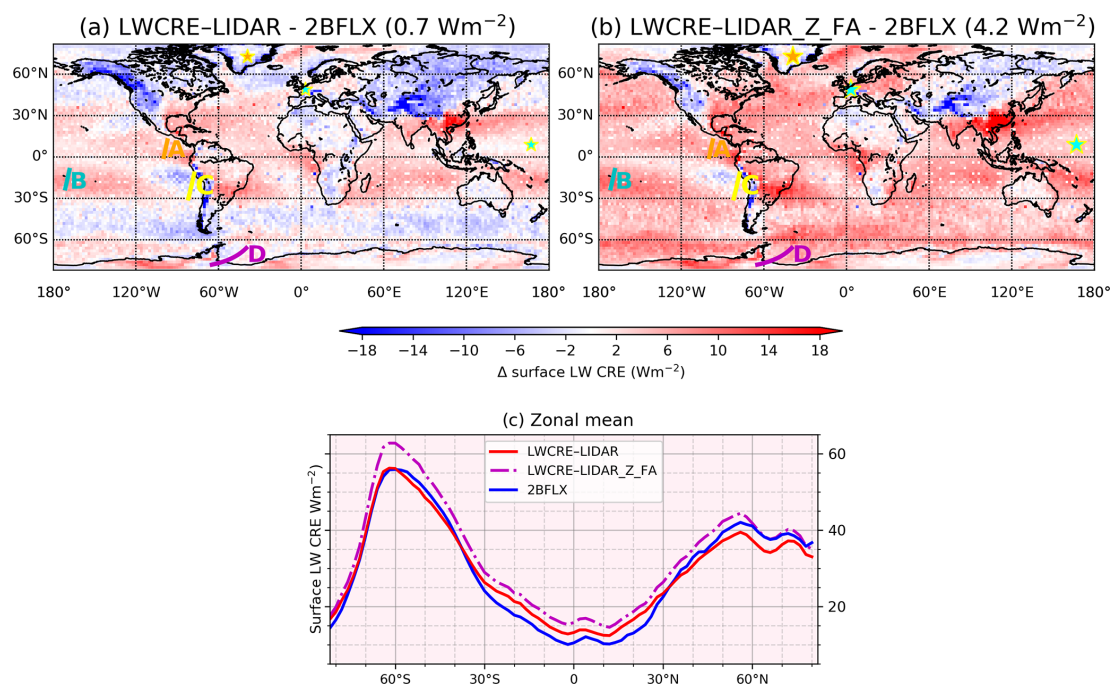 (a) LWCRE–LIDAR - 2BFLX (0.7 Wm−2)
(b) LWCRE–LIDAR_Z_FA - 2BFLX (4.2 Wm−2)
60°N
30°N
0°
30°S
60°S
A
B
C
D
180° 120°W 60°W 0° 60°E 120°E 180°
60°N
30°N
0°
30°S
60°S
A
B
C
D
180° 120°W 60°W 0° 60°E 120°E 180°
−18 −14 −10 −6 −2 2 6 10 14 18
Δ surface LW CRE (Wm−2)
(c) Zonal mean
Surface LW CRE Wm−2)
LWCRE–LIDAR
LWCRE–LIDAR_Z_FA
2BFLX
60
40
20
60°S 30°S 0 30°N 60°N